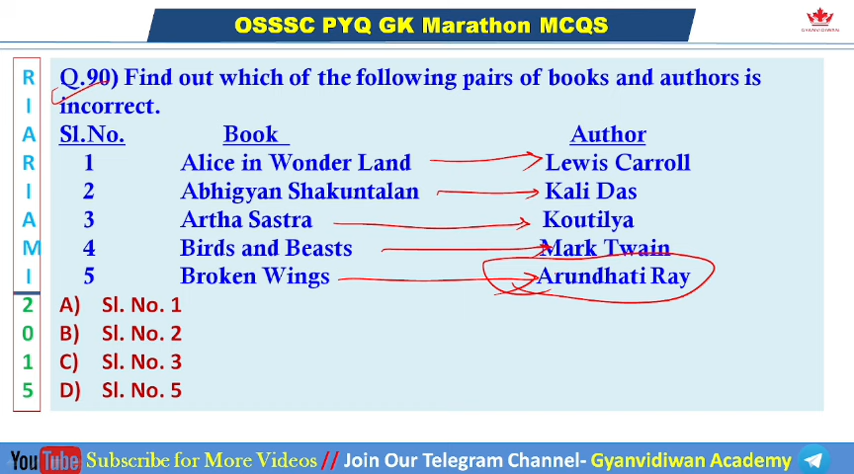 OSSSC PYQ GK Marathon MCQS
GYANVIDIWAN
R I A R I A M I 2 0 1 5
Q.90) Find out which of the following pairs of books and authors is
incorrect.
Sl.No. Book Author
1 Alice in Wonder Land Lewis Carroll
2 Abhigyan Shakuntalan Kali Das
3 Artha Sastra Koutilya
4 Birds and Beasts Mark Twain
5 Broken Wings Arundhati Ray
A) Sl. No. 1
B) Sl. No. 2
C) Sl. No. 3
D) Sl. No. 5
YouTube Subscribe for More Videos // Join Our Telegram Channel- Gyanvidiwan Academy